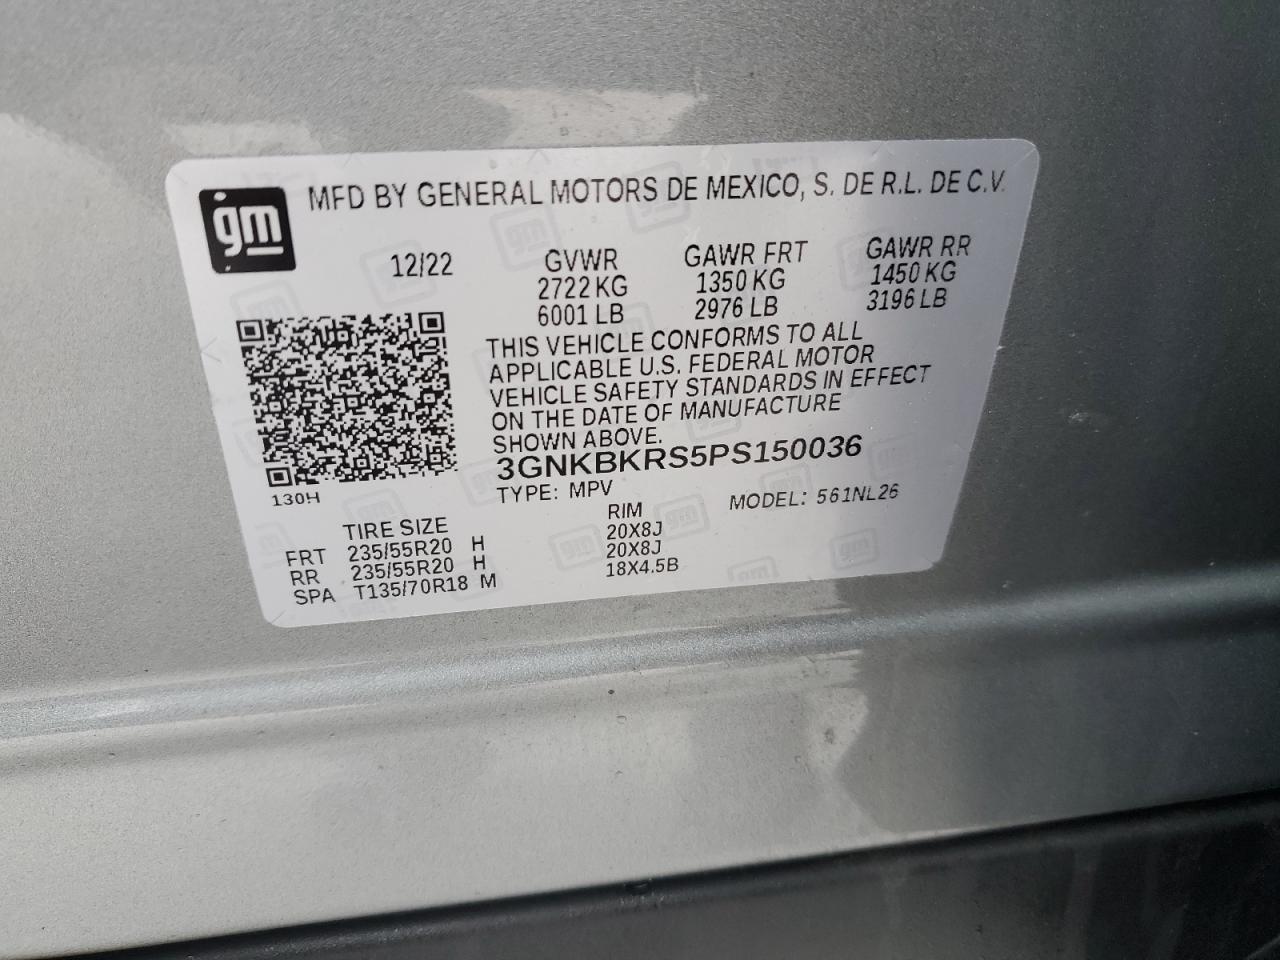 gm
MFD BY GENERAL MOTORS DE MEXICO, S. DE R.L. DE C.V.
12/22 GVWR GAWR FRT GAWR RR
2722 KG 1350 KG 1450 KG
6001 LB 2976 LB 3196 LB
THIS VEHICLE CONFORMS TO ALL
APPLICABLE U.S. FEDERAL MOTOR
VEHICLE SAFETY STANDARDS IN EFFECT
ON THE DATE OF MANUFACTURE
SHOWN ABOVE.
3GNKBKRS5PS150036
130H
TYPE: MPV MODEL: 561NL26
TIRE SIZE RIM
FRT 235/55R20 H 20X8J
RR 235/55R20 H 20X8J
SPA T135/70R18 M 18X4.5B